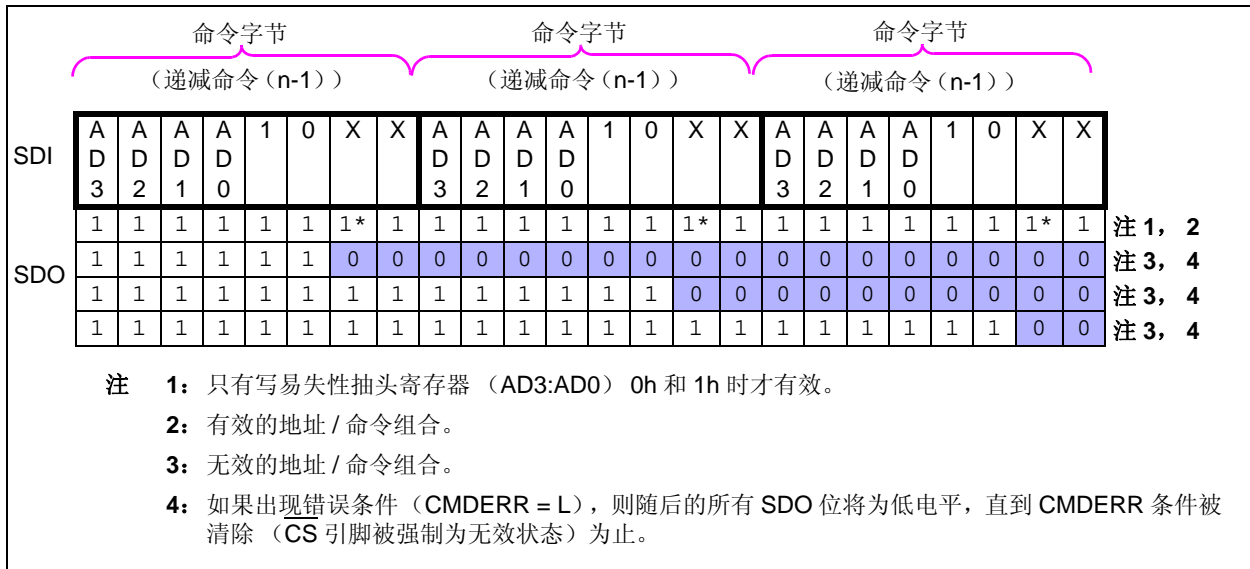 命令字节 命令字节 命令字节
（递减命令（n-1）） （递减命令（n-1）） （递减命令（n-1））
SDI
AD3 AD2 AD1 AD0 1 0 X X AD3 AD2 AD1 AD0 1 0 X X AD3 AD2 AD1 AD0 1 0 X X
SDO
1 1 1 1 1 1 1* 1 1 1 1 1 1 1 1* 1 1 1 1 1 1 1 1* 1 注 1， 2
1 1 1 1 1 1 0 0 0 0 0 0 0 0 0 0 0 0 0 0 0 0 0 0 注 3， 4
1 1 1 1 1 1 1 1 1 1 1 1 1 1 0 0 0 0 0 0 0 0 0 0 注 3， 4
1 1 1 1 1 1 1 1 1 1 1 1 1 1 1 1 1 1 1 1 1 1 0 0 注 3， 4
注 1：只有写易失性抽头寄存器 （AD3:AD0） 0h 和 1h 时才有效。
2：有效的地址 / 命令组合。
3：无效的地址 / 命令组合。
4：如果出现错误条件（CMDERR = L），则随后的所有 SDO 位将为低电平，直到 CMDERR 条件被
清除 （CS 引脚被强制为无效状态）为止。